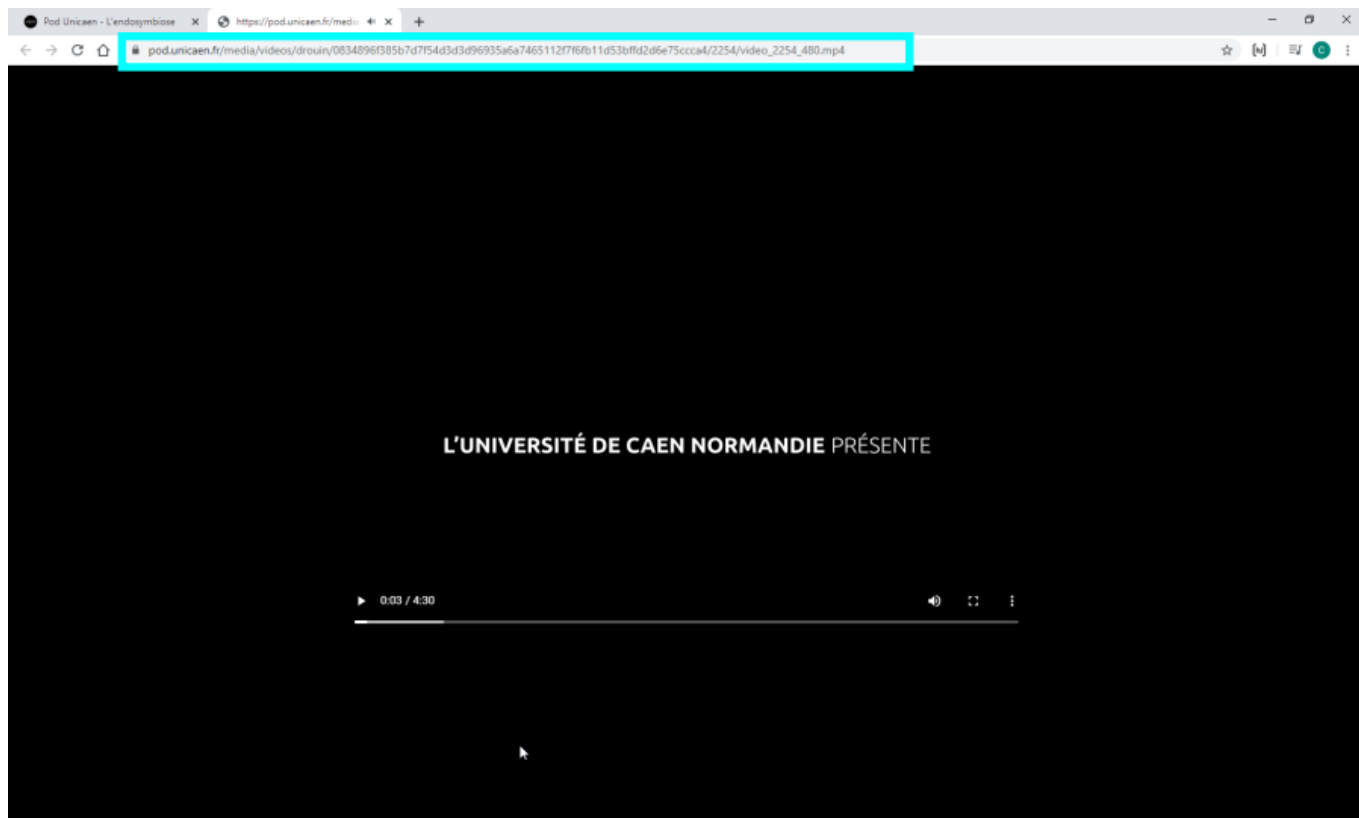 Pod Unicaen - L'endosymbiose
https://pod.unicaen.fr/media
pod.unicaen.fr/media/videos/drouin/0834896f385b7d7f54d3d3d96935a6a7465112f7f6fb11d53bffd2d6e75ccca4/2254/video_2254_480.mp4
C
L'UNIVERSITÉ DE CAEN NORMANDIE PRÉSENTE
0:03 / 4:30